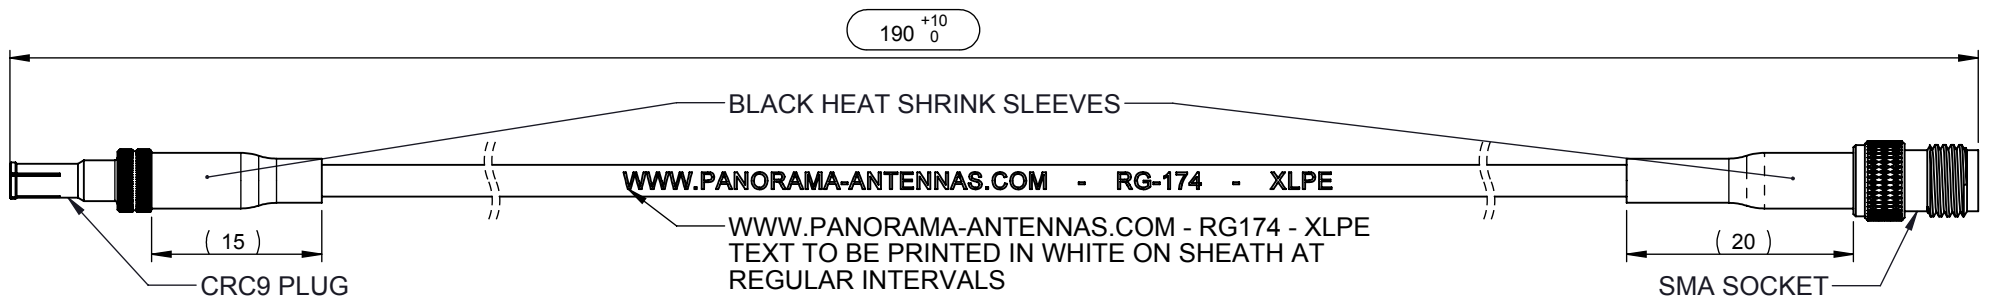 190 +10 0
BLACK HEAT SHRINK SLEEVES
WWW.PANORAMA-ANTENNAS.COM - RG-174 - XLPE
WWW.PANORAMA-ANTENNAS.COM - RG174 - XLPE
TEXT TO BE PRINTED IN WHITE ON SHEATH AT
REGULAR INTERVALS
(15)
(20)
CRC9 PLUG
SMA SOCKET